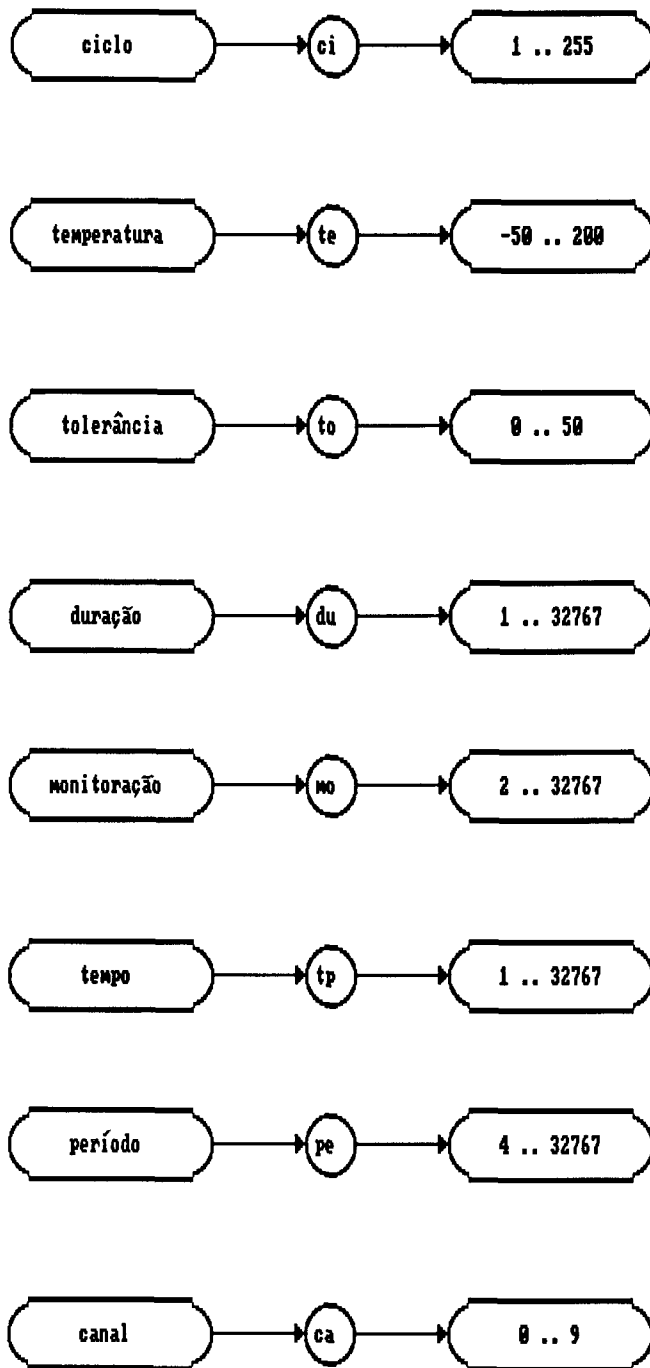 ciclo ci 1 .. 255
temperatura te -50 .. 200
tolerância to 0 .. 50
duração du 1 .. 32767
monitoração mo 2 .. 32767
tempo tp 1 .. 32767
período pe 4 .. 32767
canal ca 0 .. 9